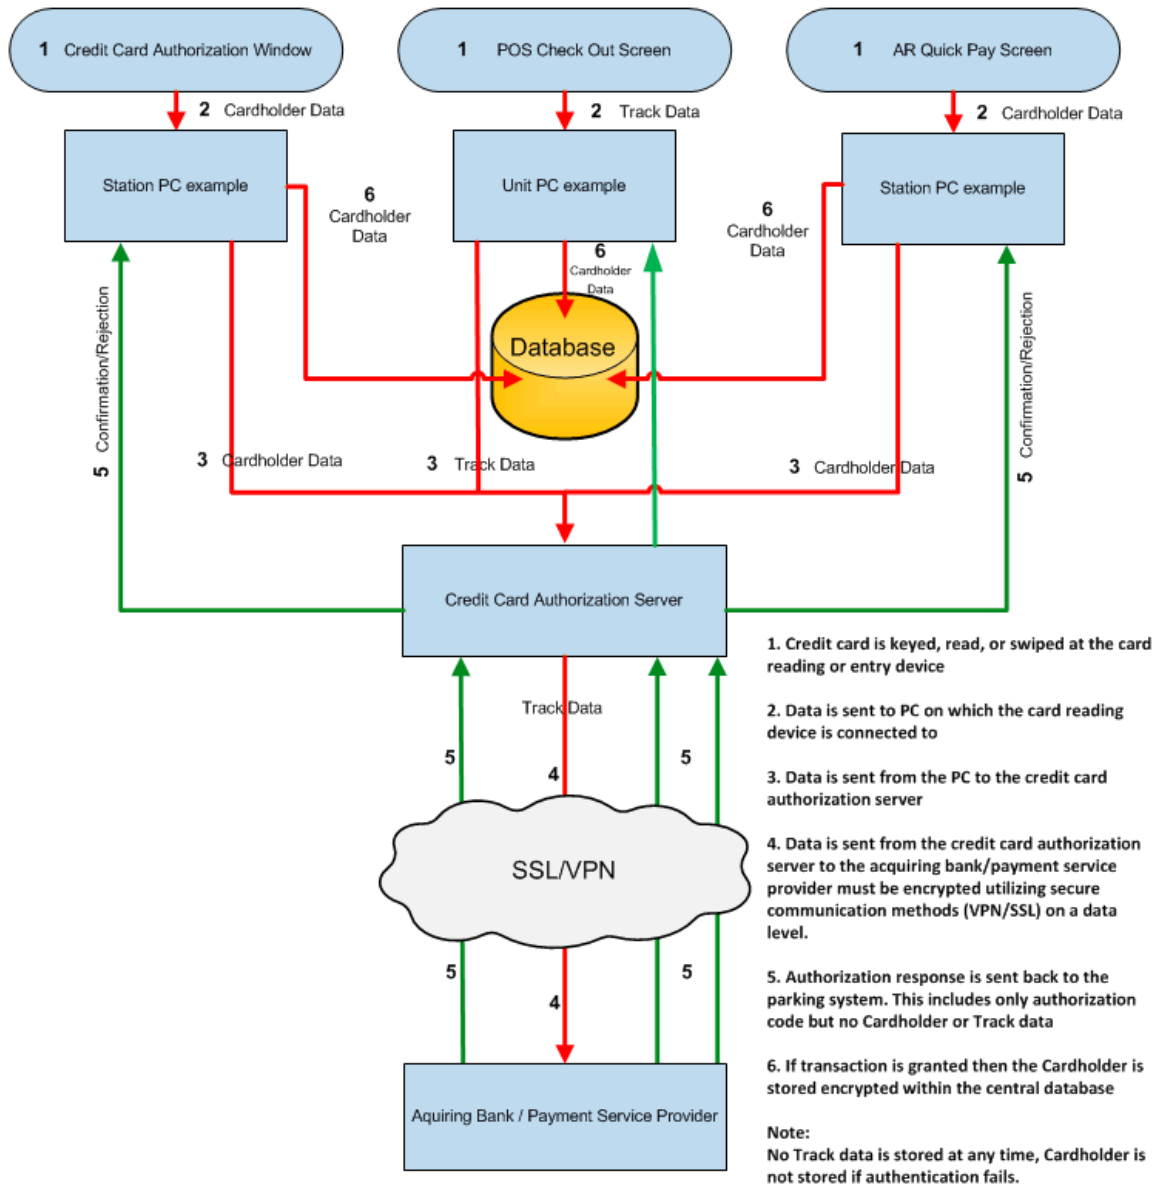 1 Credit Card Authorization Window
1 POS Check Out Screen
1 AR Quick Pay Screen
2 Cardholder Data
2 Track Data
2 Cardholder Data
Station PC example
Unit PC example
Station PC example
6
Cardholder
Data
6
Cardholder
Data
6
Cardholder
Data
Database
5 Confirmation/Rejection
5 Confirmation/Rejection
3 Cardholder Data
3 Track Data
3 Cardholder Data
Credit Card Authorization Server
Track Data
5
4
5
SSL/VPN
5
4
5
Aquiring Bank / Payment Service Provider
1. Credit card is keyed, read, or swiped at the card
reading or entry device
2. Data is sent to PC on which the card reading
device is connected to
3. Data is sent from the PC to the credit card
authorization server
4. Data is sent from the credit card authorization
server to the acquiring bank/payment service
provider must be encrypted utilizing secure
communication methods (VPN/SSL) on a data
level.
5. Authorization response is sent back to the
parking system. This includes only authorization
code but no Cardholder or Track data
6. If transaction is granted then the Cardholder is
stored encrypted within the central database
Note:
No Track data is stored at any time, Cardholder is
not stored if authentication fails.